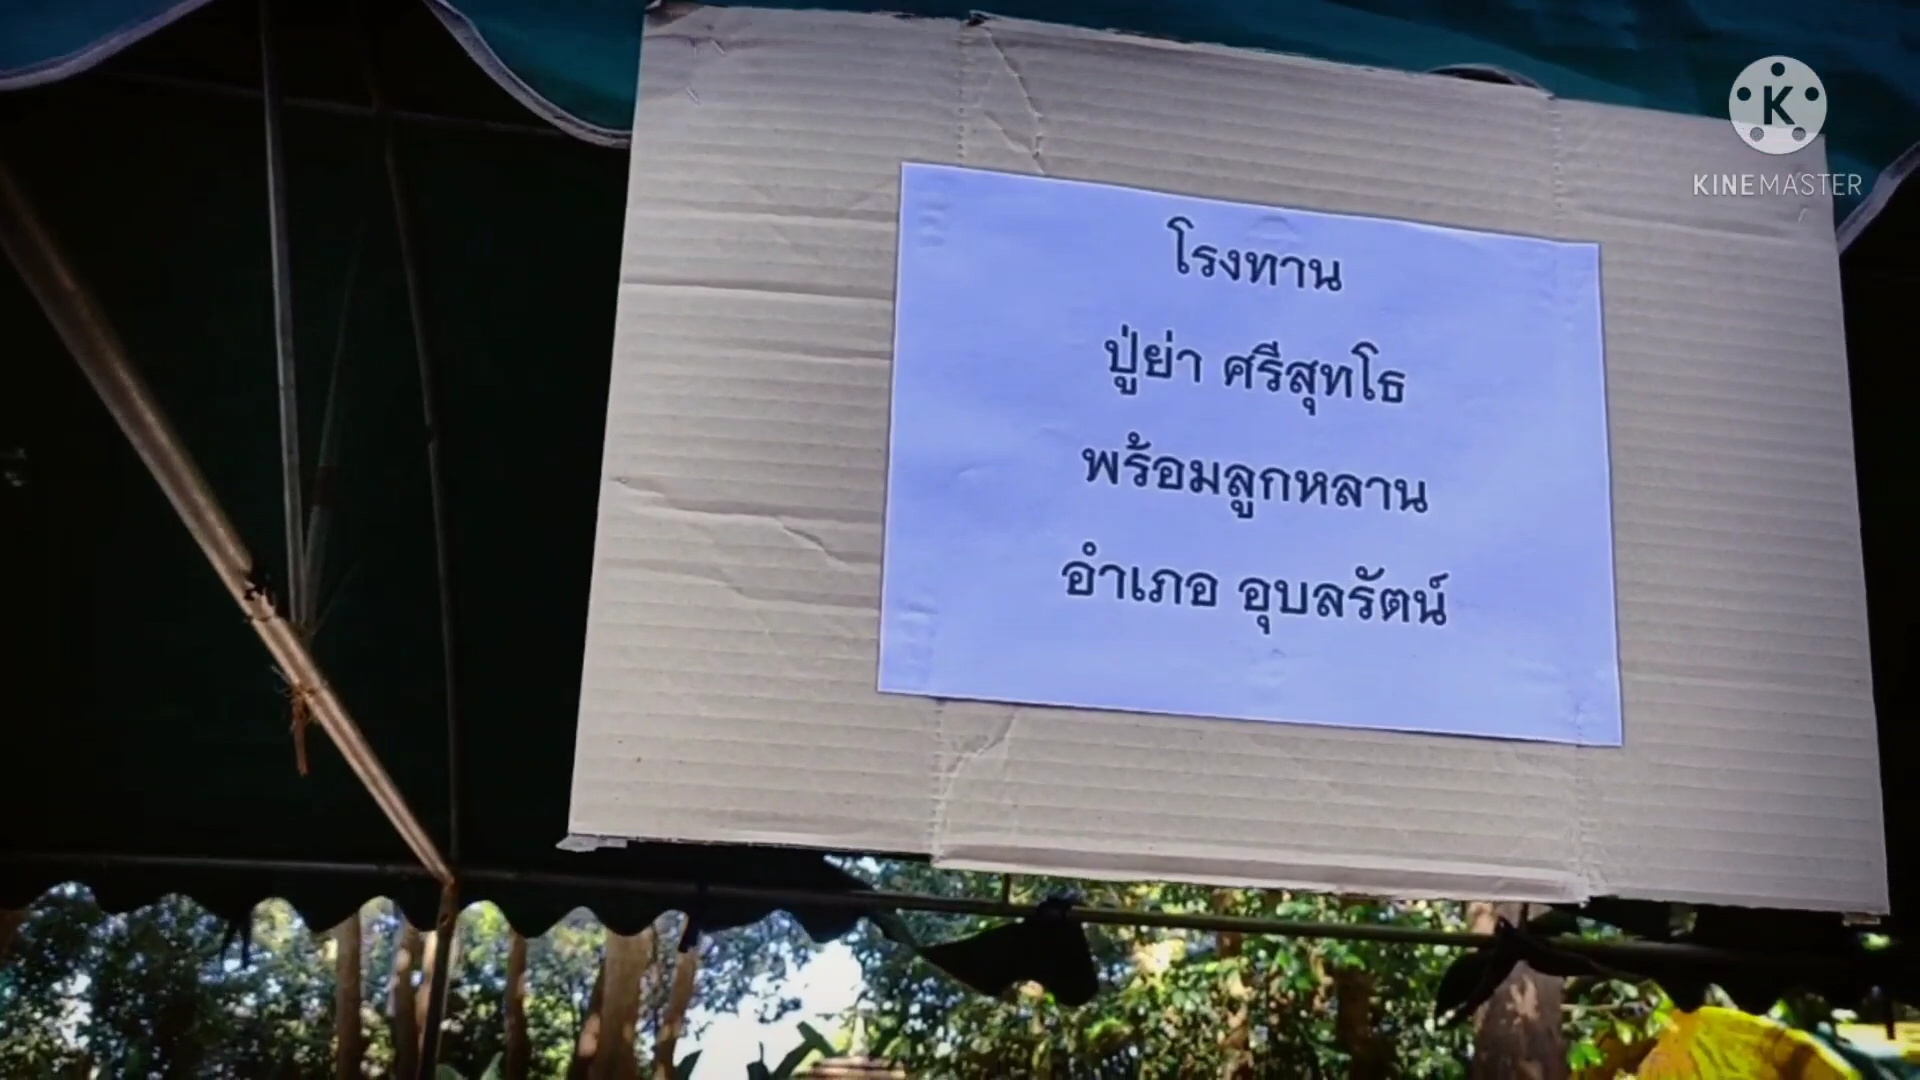 โรงทาน
ปู่ย่า ศรีสุทโธ
พร้อมลูกหลาน
อำเภอ อุบลรัตน์
K
KINEMASTER